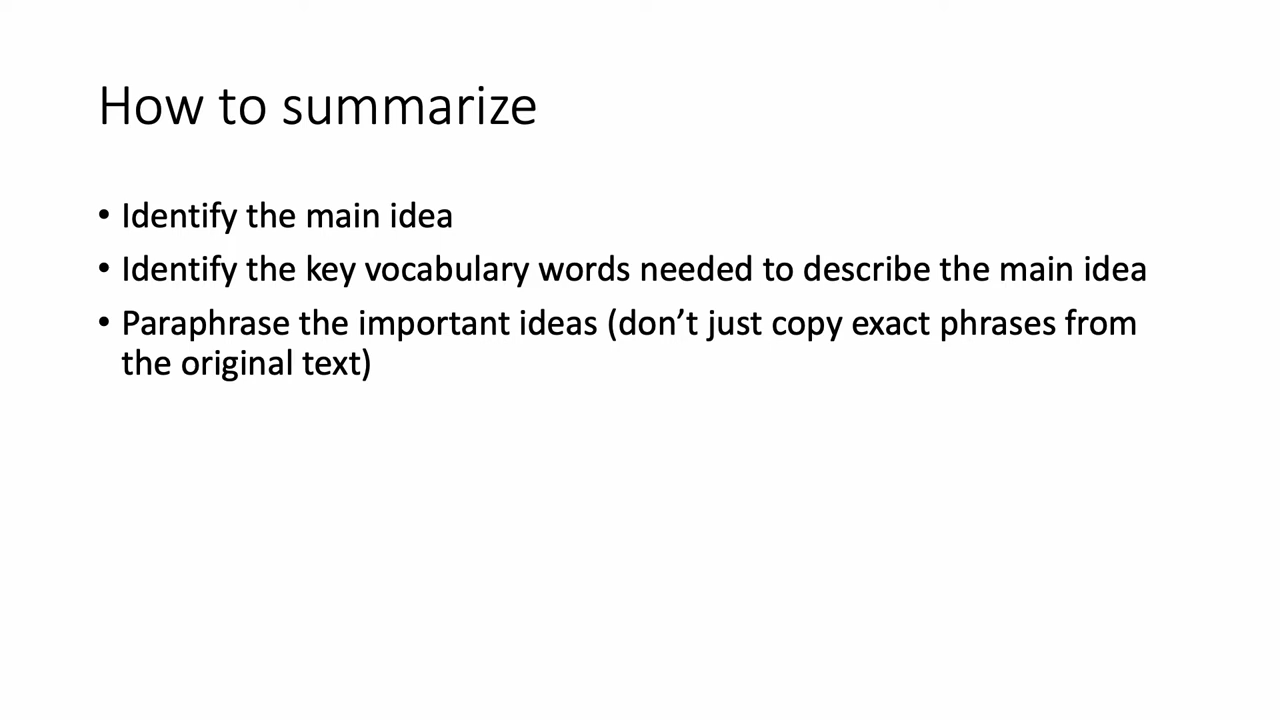 How to summarize
• Identify the main idea
• Identify the key vocabulary words needed to describe the main idea
• Paraphrase the important ideas (don’t just copy exact phrases from
the original text)